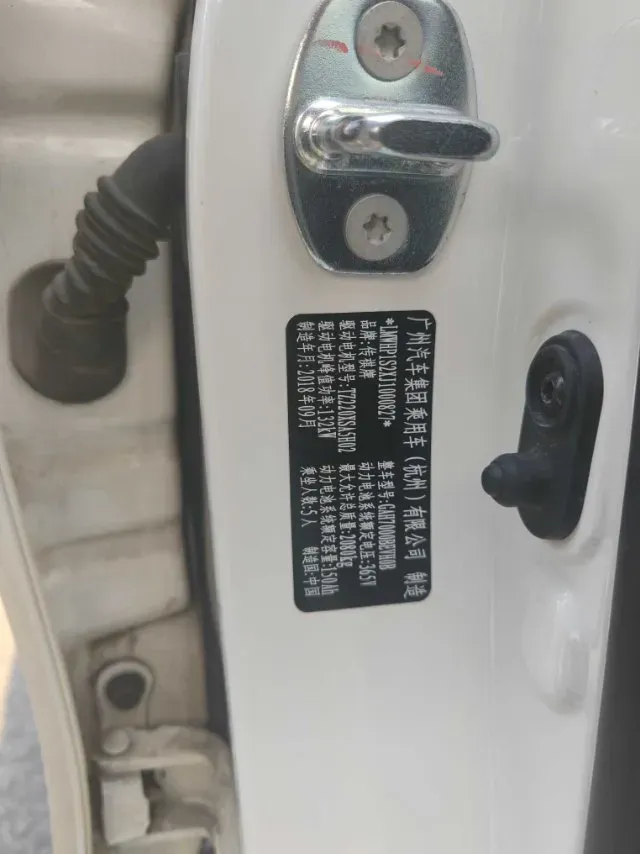 广州汽车集团乘用车（杭州）有限公司 制造
*LNWHP1S2XJ1000827*
品牌:传祺牌 整车型号:GAH7000BEVH0B
驱动电机型号:TZ220XSA5H02 动力电池系统额定电压:365V
驱动电机峰值功率:132kW 最大允许总质量:2080kg
制造年月:2018年09月 动力电池系统额定容量:150Ah
乘坐人数:5人 制造国:中国